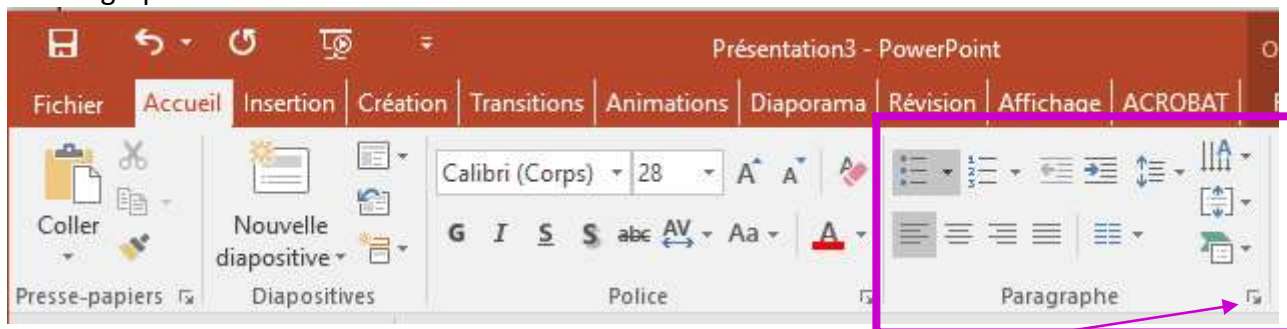 Présentation3 - PowerPoint
Fichier Accueil Insertion Création Transitions Animations Diaporama Révision Affichage ACROBAT
Calibri (Corps) 28
Coller Nouvelle diapositive
G I S S abc AV Aa A
Presse-papiers Diapositives Police Paragraphe